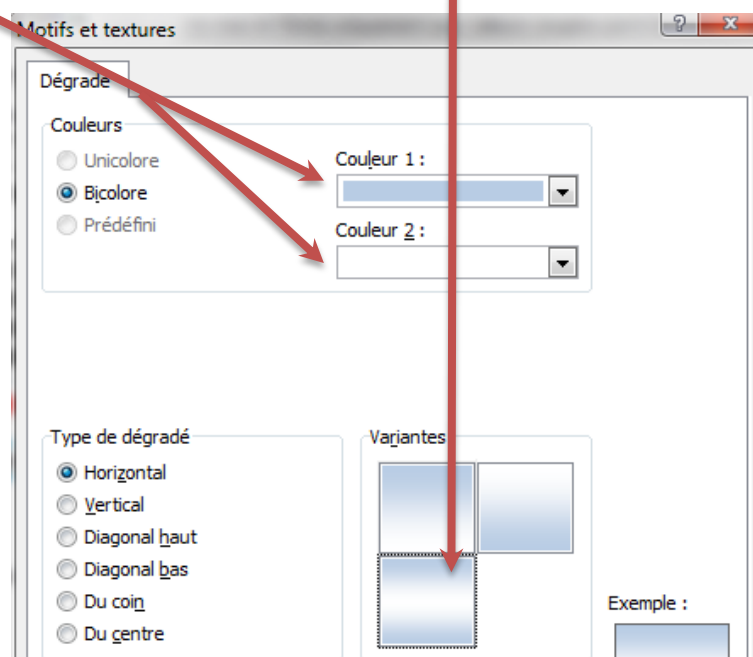 Motifs et textures
Dégradé
Couleurs
Unicolore
Bicolore
Prédéfini
Couleur 1 :
Couleur 2 :
Type de dégradé
Horizontal
Vertical
Diagonal haut
Diagonal bas
Du coin
Du centre
Variantes
Exemple :